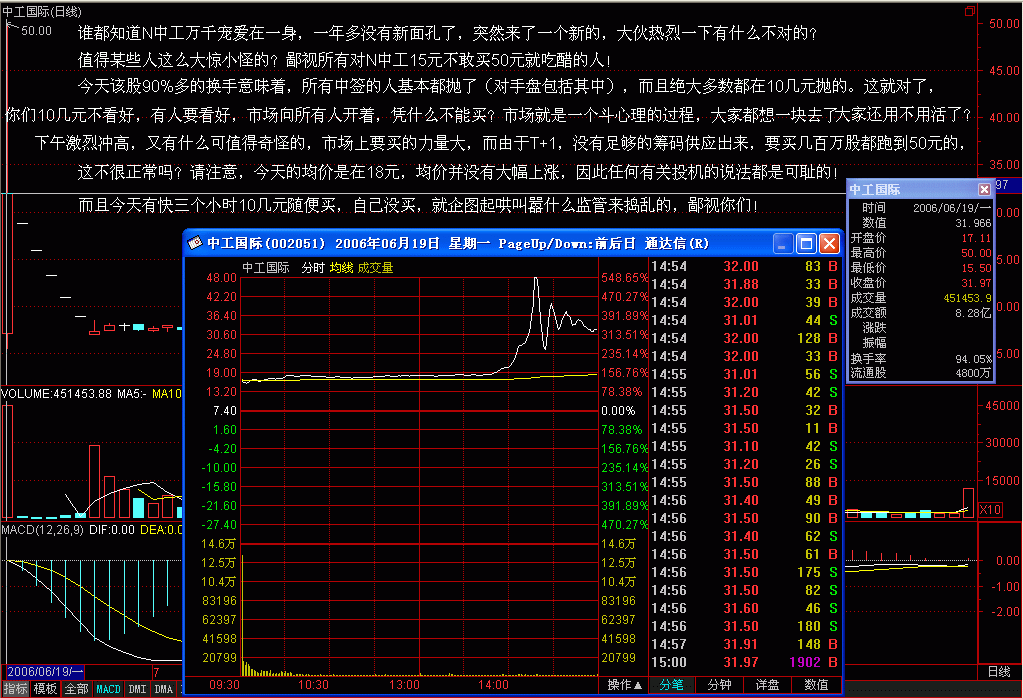 中工国际(日线)
50.00
谁都知道N中工万千宠爱在一身，一年多没有新面孔了，突然来了一个新的，大伙热烈一下有什么不对的？
值得某些人这么大惊小怪的？鄙视所有对N中工15元不敢买50元就吃醋的人！
今天该股90%多的换手意味着，所有中签的人基本都抛了（对手盘包括其中），而且绝大多数都在10几元抛的。这就对了，
你们10几元不看好，有人要看好，市场向所有人开着，凭什么不能买？市场就是一个斗心理的过程，大家都想一块去了大家还用不用活了？
下午激烈冲高，又有什么可值得奇怪的，市场上要买的力量大，而由于T+1，没有足够的筹码供应出来，要买几百万股都跑到50元的，
这不很正常吗？请注意，今天的均价是在18元，均价并没有大幅上涨，因此任何有关投机的说法都是可耻的！
而且今天有快三个小时10几元随便买，自己没买，就企图起哄叫嚣什么监管来捣乱的，鄙视你们！
50.00
45.00
40.00
35.00
97
中工国际
时间 2006/06/19/一
数值 31.966
开盘价 17.11
最高价 50.00
最低价 15.50
收盘价 31.97
成交量 451453.9
成交额 8.28亿
涨跌
振幅
换手率 94.05%
流通股 4800万
中工国际(002051) 2006年06月19日 星期一 PageUp/Down:前后日 通达信(R)
中工国际 分时 均线 成交量
48.00 548.65%
42.20 470.27%
36.40 391.89%
30.60 313.51%
24.80 235.14%
19.00 156.76%
13.20 78.38%
7.40 0.00%
1.60 78.38%
-4.20 156.76%
-10.00 235.14%
-15.80 313.51%
-21.60 391.89%
-27.40 470.27%
14.6万 14.6万
12.5万 12.5万
10.4万 10.4万
83196 83196
62397 62397
41598 41598
20799 20799
09:30 10:30 13:00 14:00 操作▲
14:54 32.00 83 B
14:54 31.88 33 B
14:54 32.00 39 B
14:54 31.01 44 S
14:54 32.00 128 B
14:54 32.00 33 B
14:55 31.01 56 S
14:55 31.20 42 S
14:55 31.50 32 B
14:55 31.50 11 B
14:55 31.10 42 S
14:55 31.20 26 S
14:55 31.50 88 B
14:56 31.40 49 B
14:56 31.50 90 B
14:56 31.40 62 S
14:56 31.50 61 B
14:56 31.50 175 S
14:56 31.50 82 S
14:56 31.60 46 S
14:56 31.50 180 S
14:57 31.91 148 B
15:00 31.97 1902 B
分笔 分钟 详盘 数值
VOLUME:451453.88 MA5:- MA10
45000
30000
15000
X10
MACD(12,26,9) DIF:0.00 DEA:0.0
0.00
-1.00
-2.00
2006/06/19/一 7 日线
指标 模板 全部 MACD DMI DMA